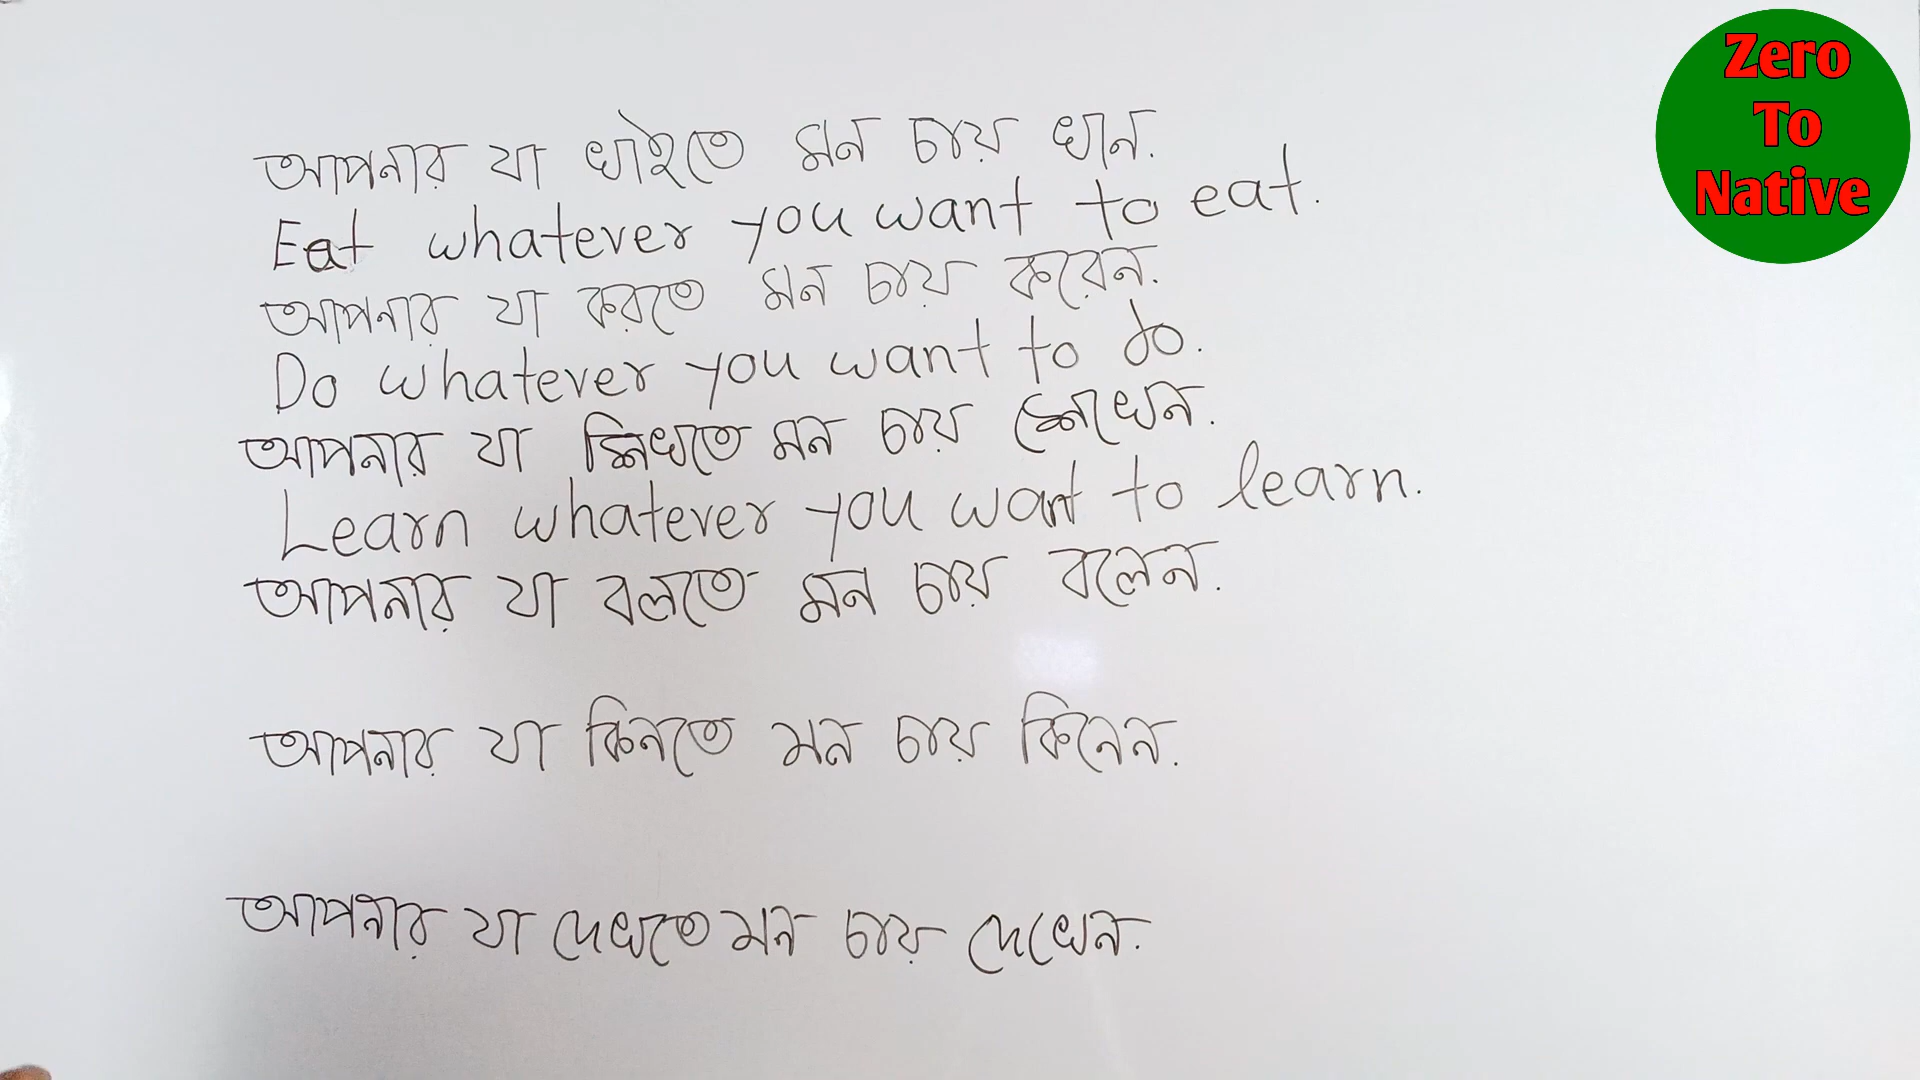 Zero
To
Native
আপনার যা খাইতে মন চায় খান.
Eat whatever you want to eat.
আপনার যা করতে মন চায় করেন.
Do whatever you want to do.
আপনার যা শিখতে মন চায় শেখেন.
Learn whatever you want to learn.
আপনার যা বলতে মন চায় বলেন.
আপনার যা কিনতে মন চায় কিনেন.
আপনার যা দেখতে মন চায় দেখেন.